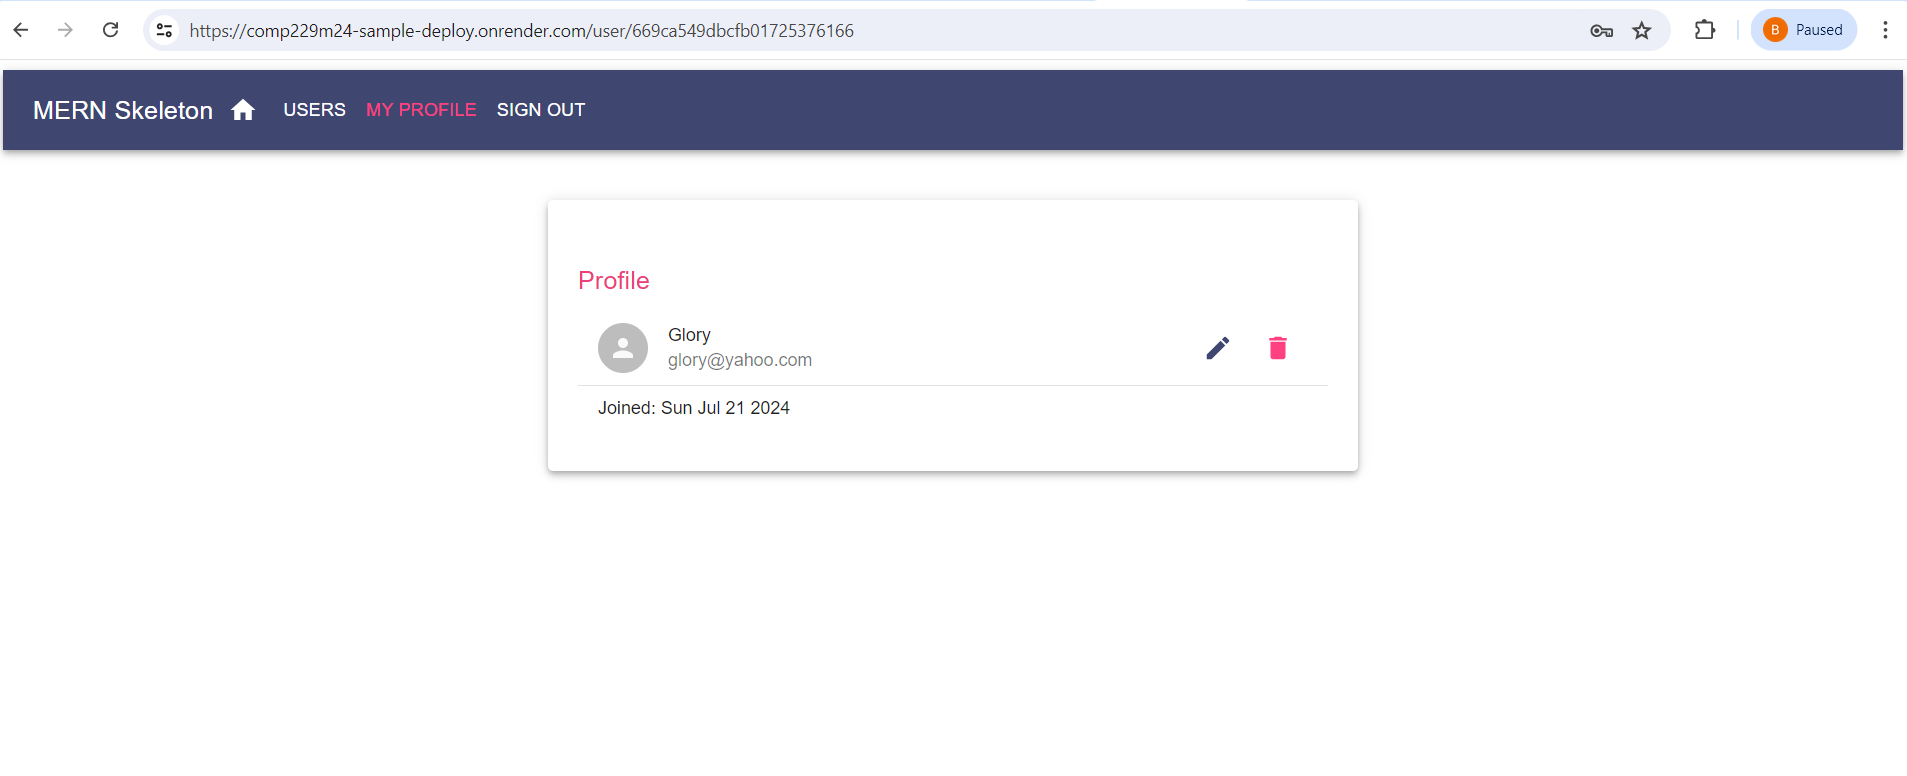 https://comp229m24-sample-deploy.onrender.com/user/669ca549dbcfb01725376166
B Paused
MERN Skeleton USERS MY PROFILE SIGN OUT
Profile
Glory
glory@yahoo.com
Joined: Sun Jul 21 2024